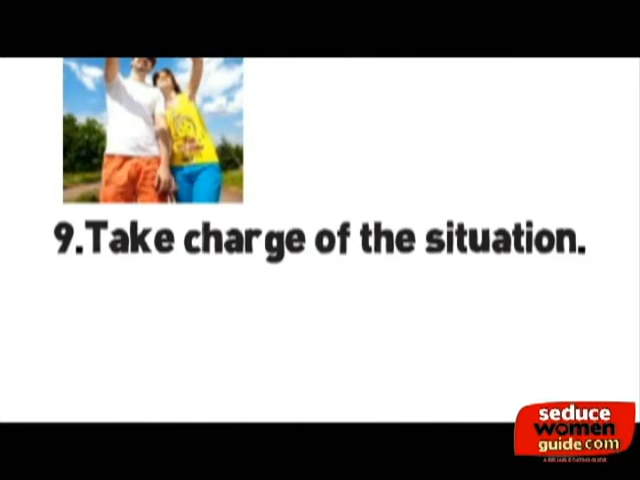 9.Take charge of the situation.
seduce
women
guide.com